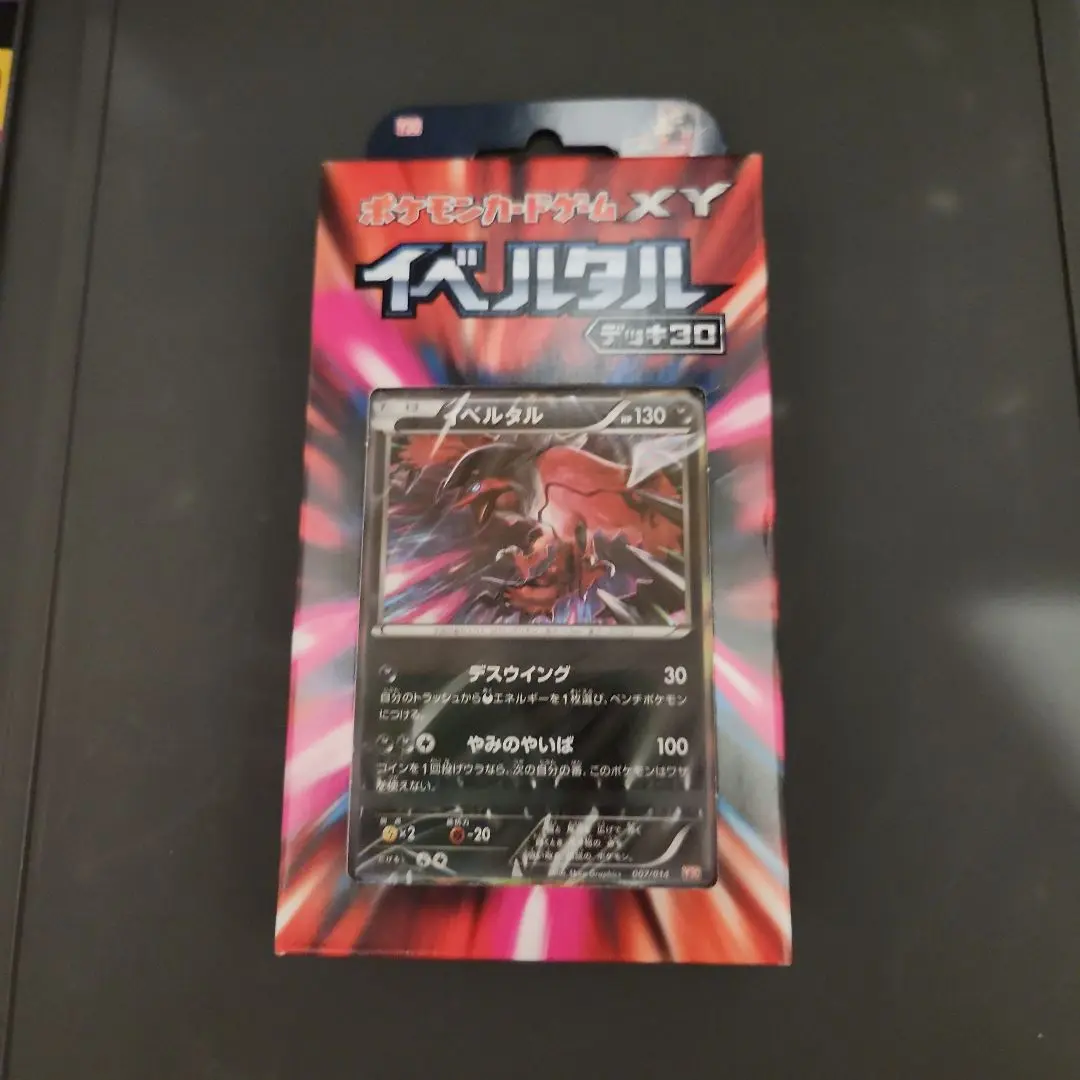 ポケモンカードゲーム XY
イベルタル
デッキ30
イベルタル HP130
デスウイング 30
自分のトラッシュからエネルギーを1枚選び、ベンチポケモン
につける。
やみのやいば 100
コインを1回投げウラなら、次の自分の番、このポケモンはワザ
を使えない。
×2
-20
007/014